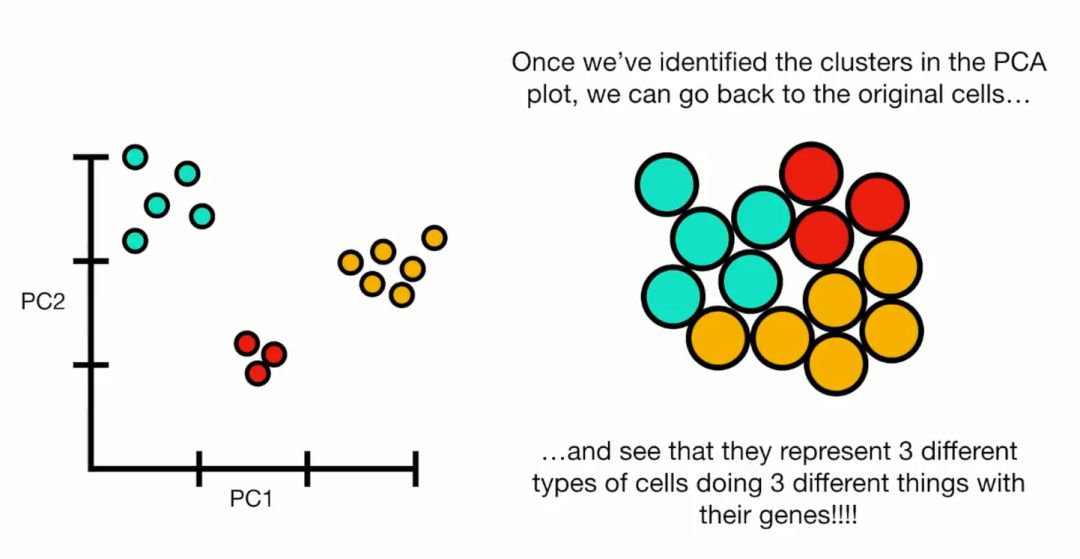 Once we've identified the clusters in the PCA
plot, we can go back to the original cells…
PC2
PC1
…and see that they represent 3 different
types of cells doing 3 different things with
their genes!!!!